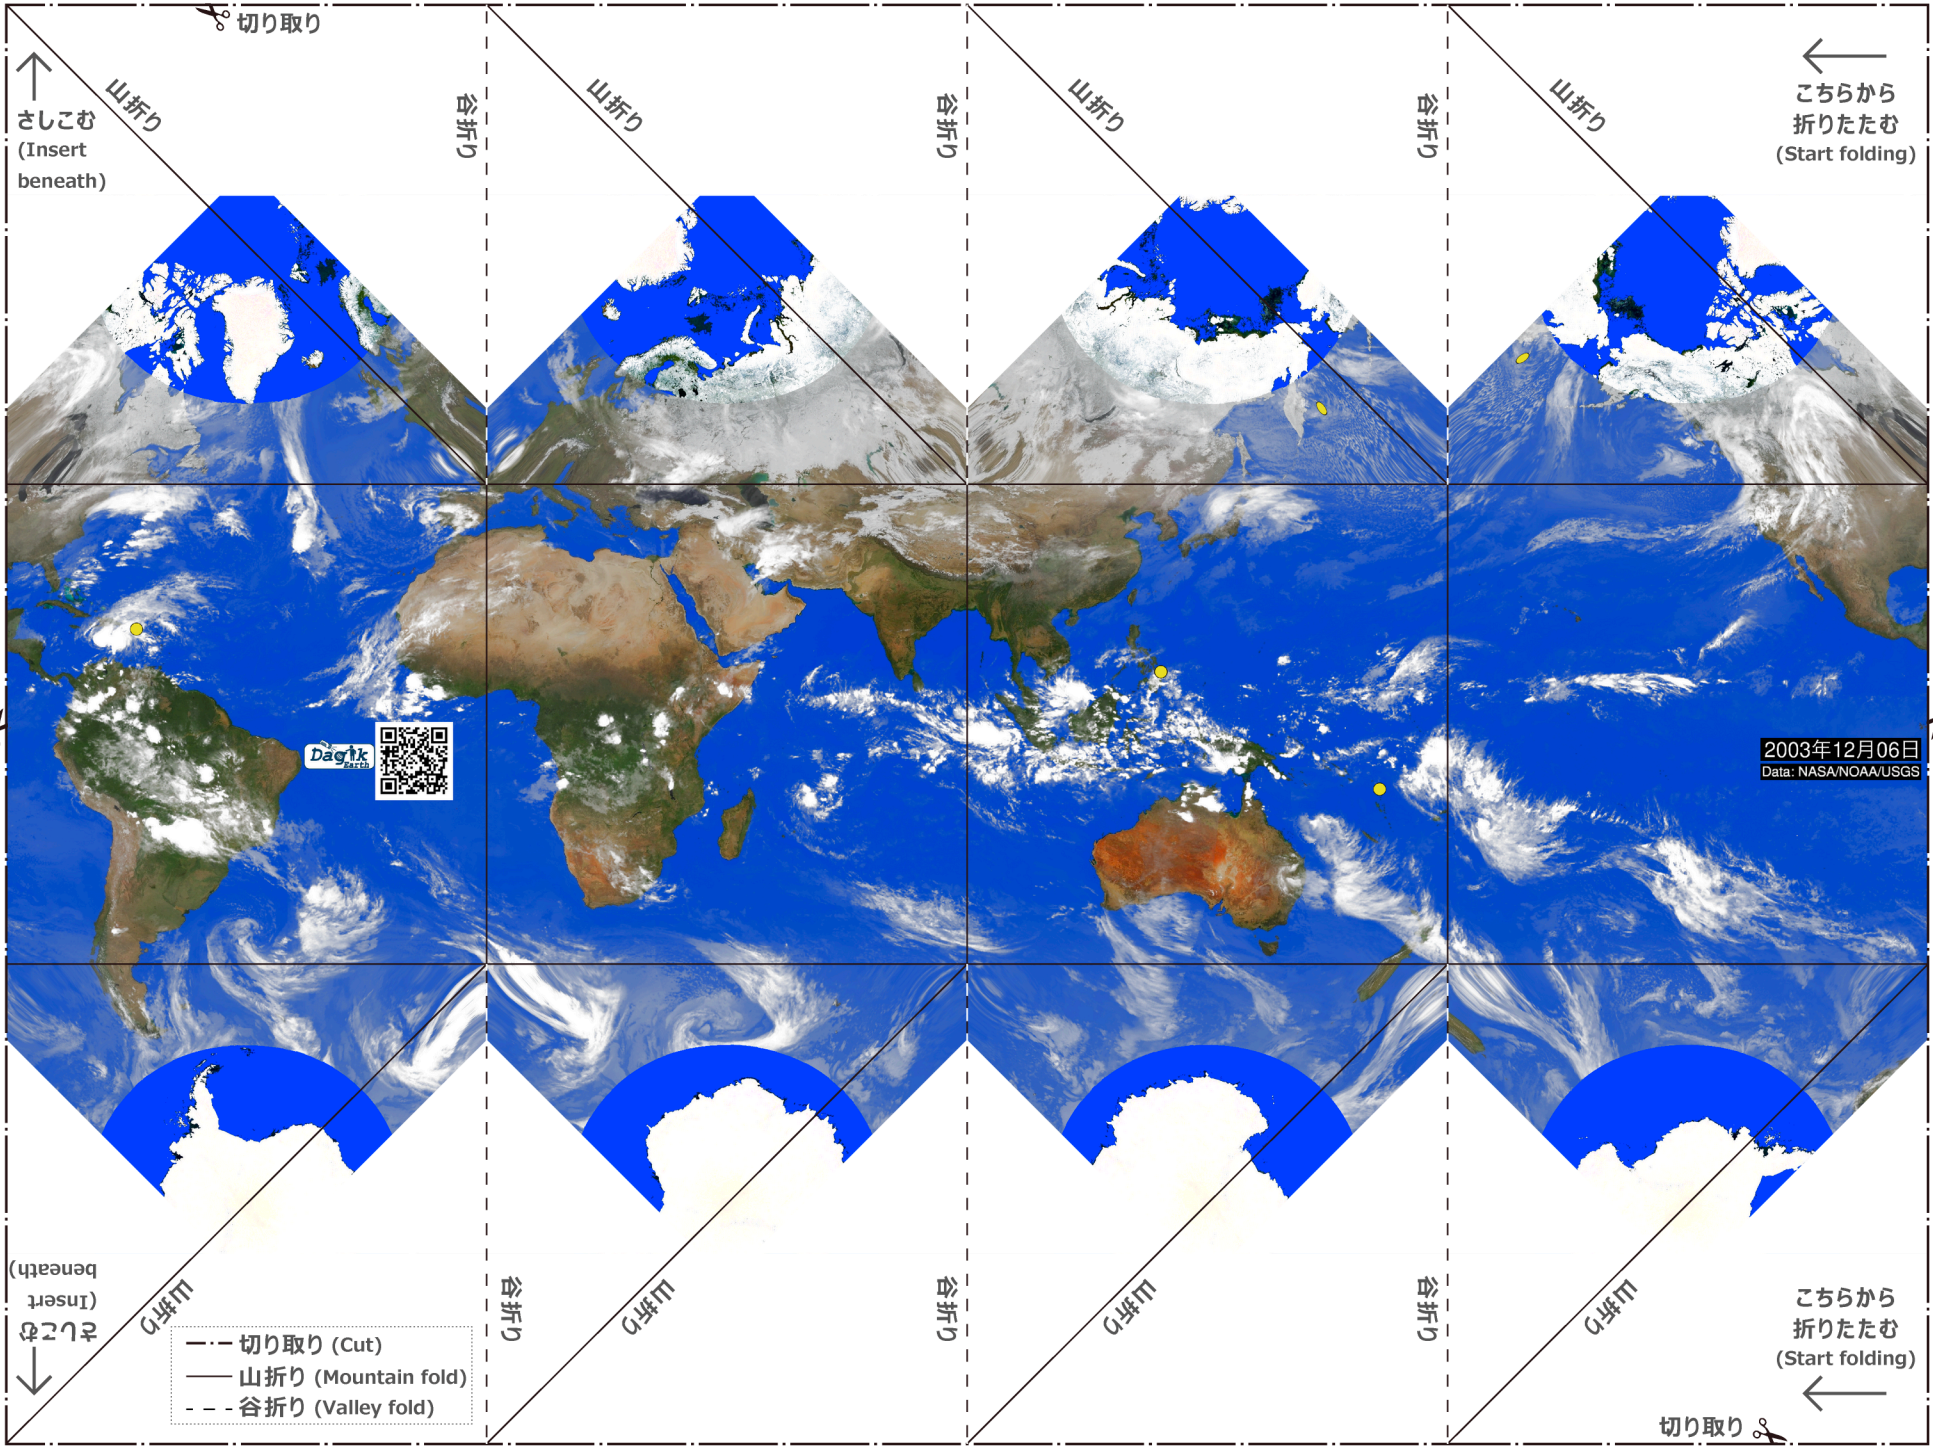 切り取り
山折り
谷折り
山折り
谷折り
山折り
谷折り
山折り
さしこむ
(Insert
beneath)
こちらから
折りたたむ
(Start folding)
Dagik
Earth
2003年12月06日
Data: NASA/NOAA/USGS
さしこむ
(Insert
beneath)
山折り
谷折り
山折り
谷折り
山折り
谷折り
山折り
切り取り (Cut)
山折り (Mountain fold)
谷折り (Valley fold)
こちらから
折りたたむ
(Start folding)
切り取り